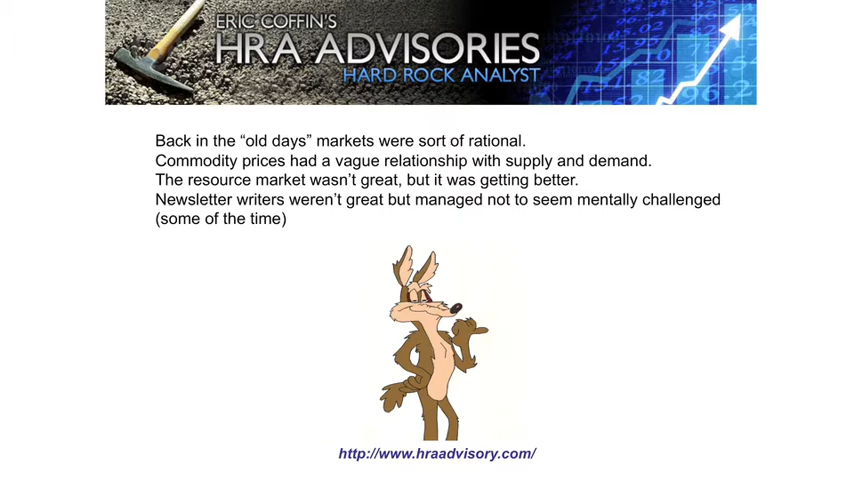 ERIC COFFIN'S
HRA ADVISORIES
HARD ROCK ANALYST
Back in the “old days” markets were sort of rational.
Commodity prices had a vague relationship with supply and demand.
The resource market wasn’t great, but it was getting better.
Newsletter writers weren’t great but managed not to seem mentally challenged
(some of the time)
http://www.hraadvisory.com/